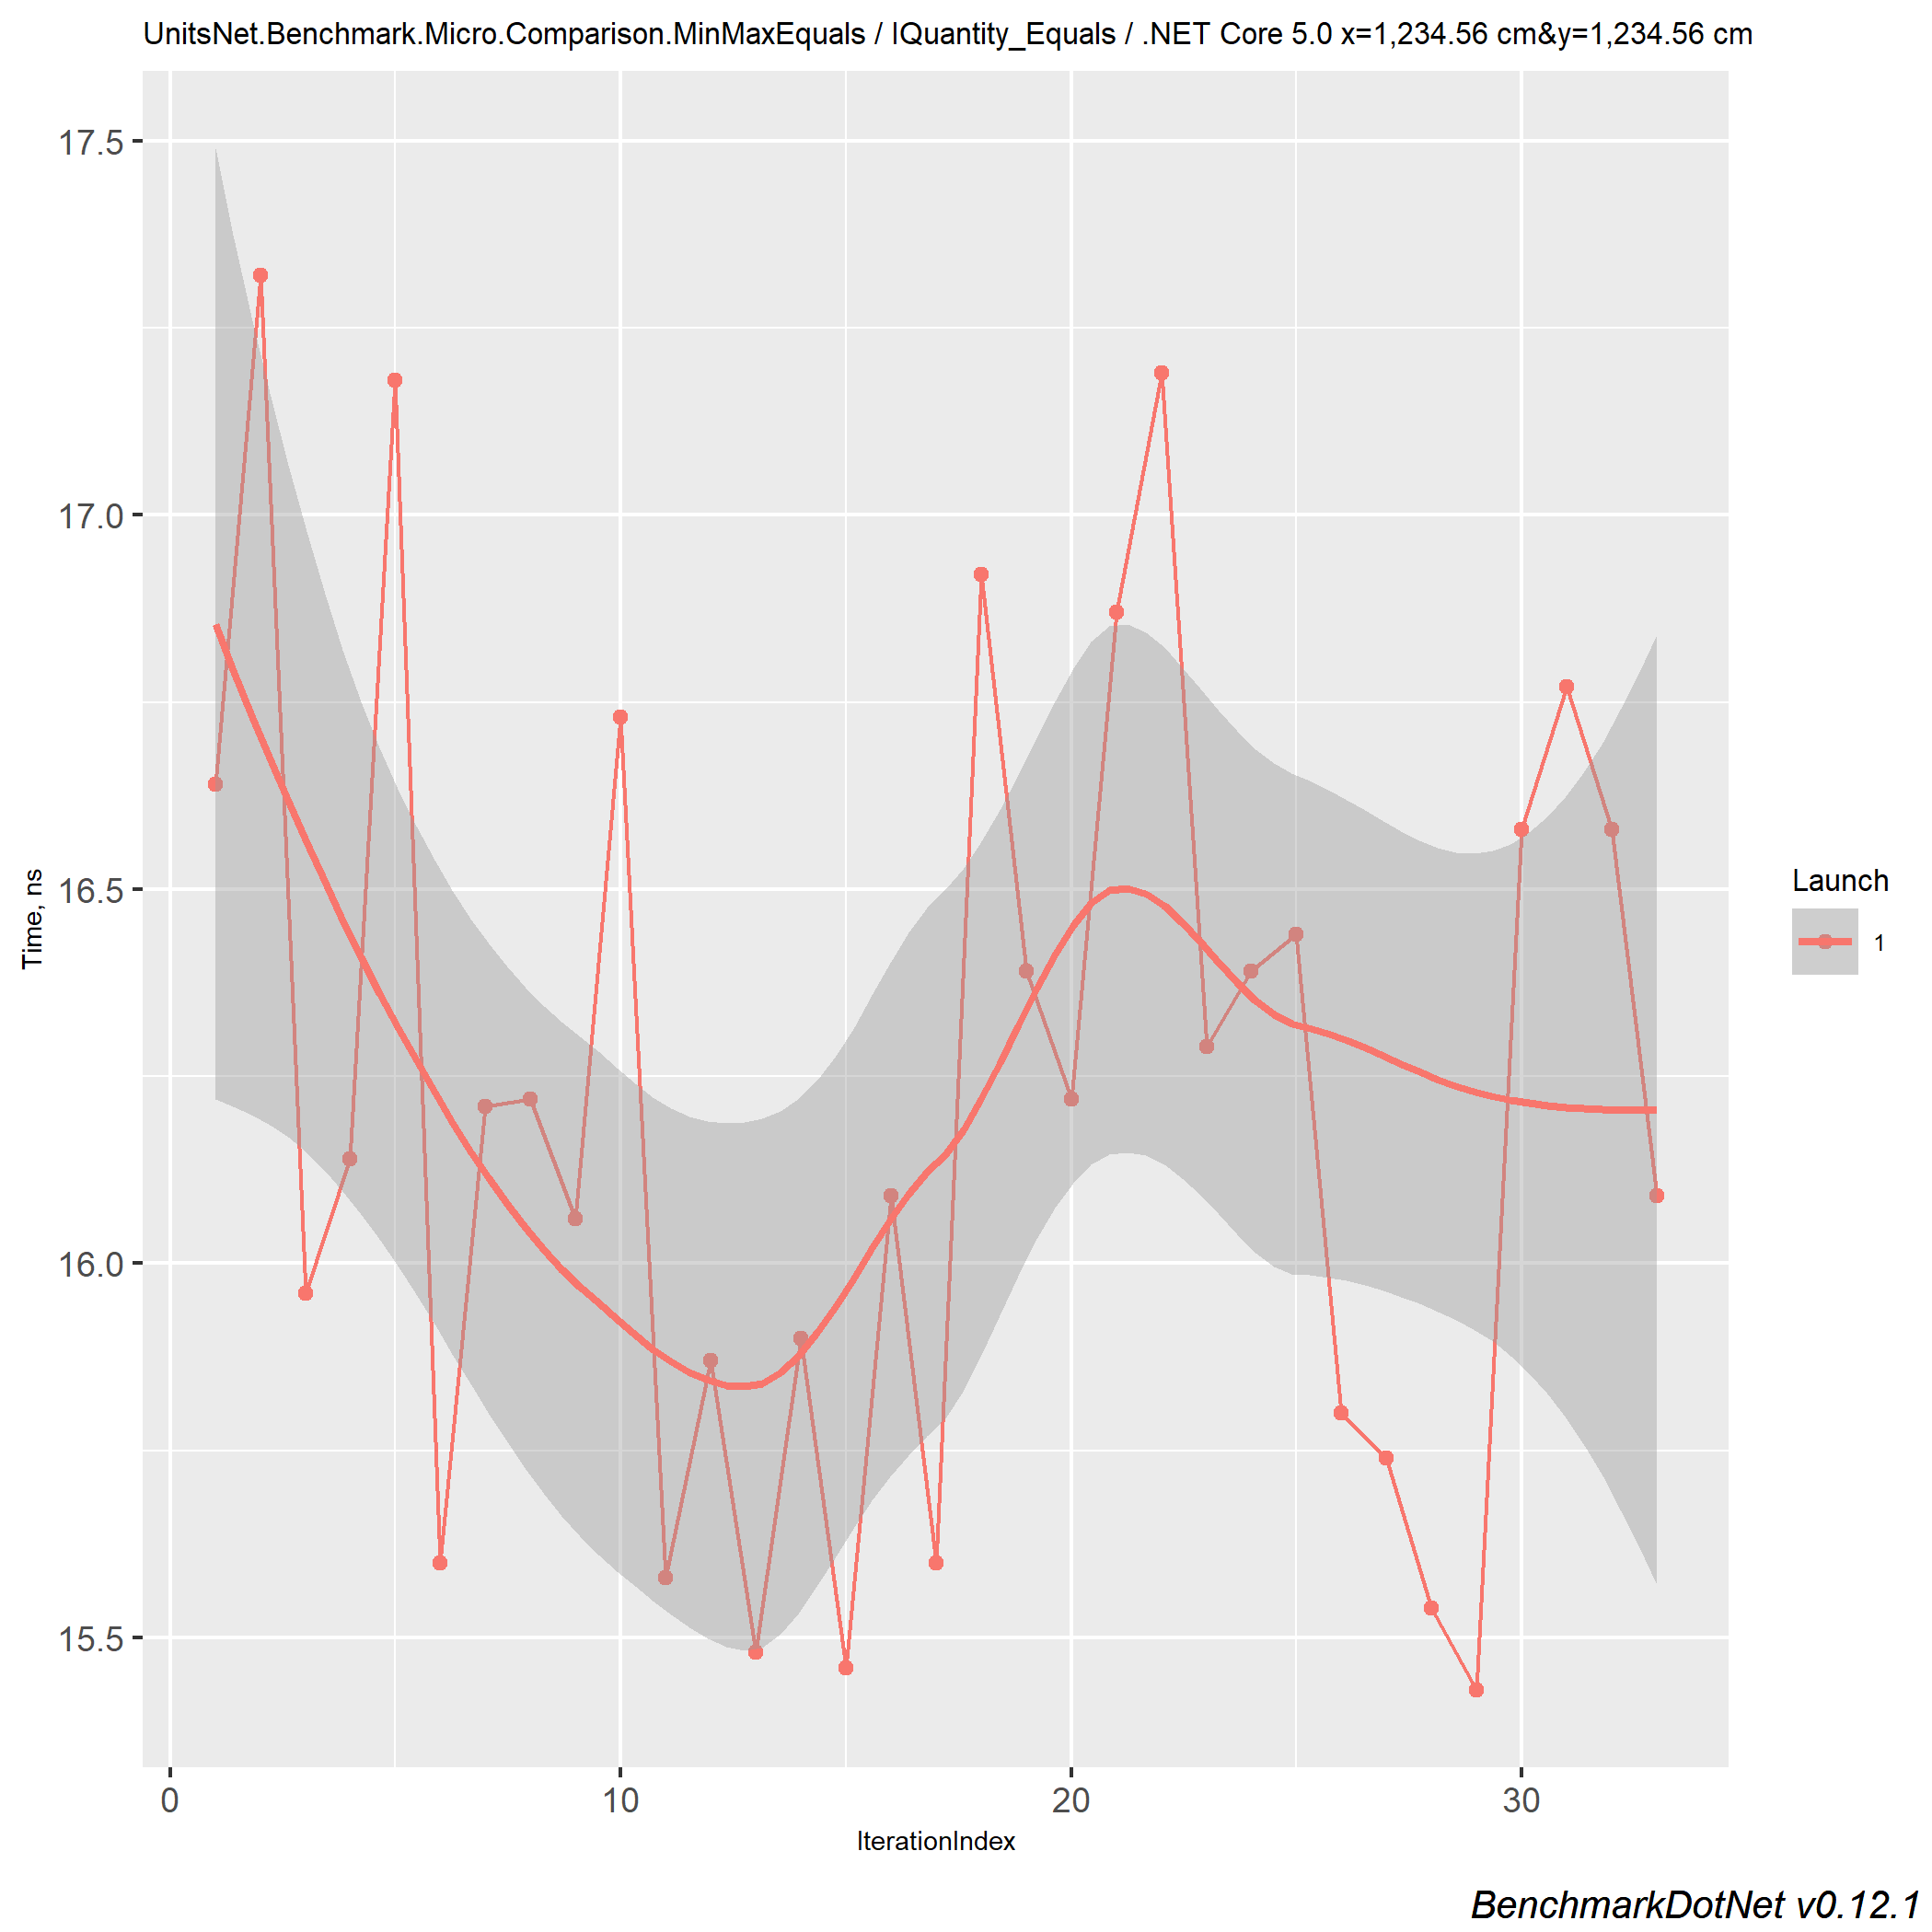 UnitsNet.Benchmark.Micro.Comparison.MinMaxEquals / IQuantity_Equals / .NET Core 5.0 x=1,234.56 cm&y=1,234.56 cm
17.5
17.0
16.5
16.0
15.5
Time, ns
Launch
1
0 10 20 30
IterationIndex
BenchmarkDotNet v0.12.1